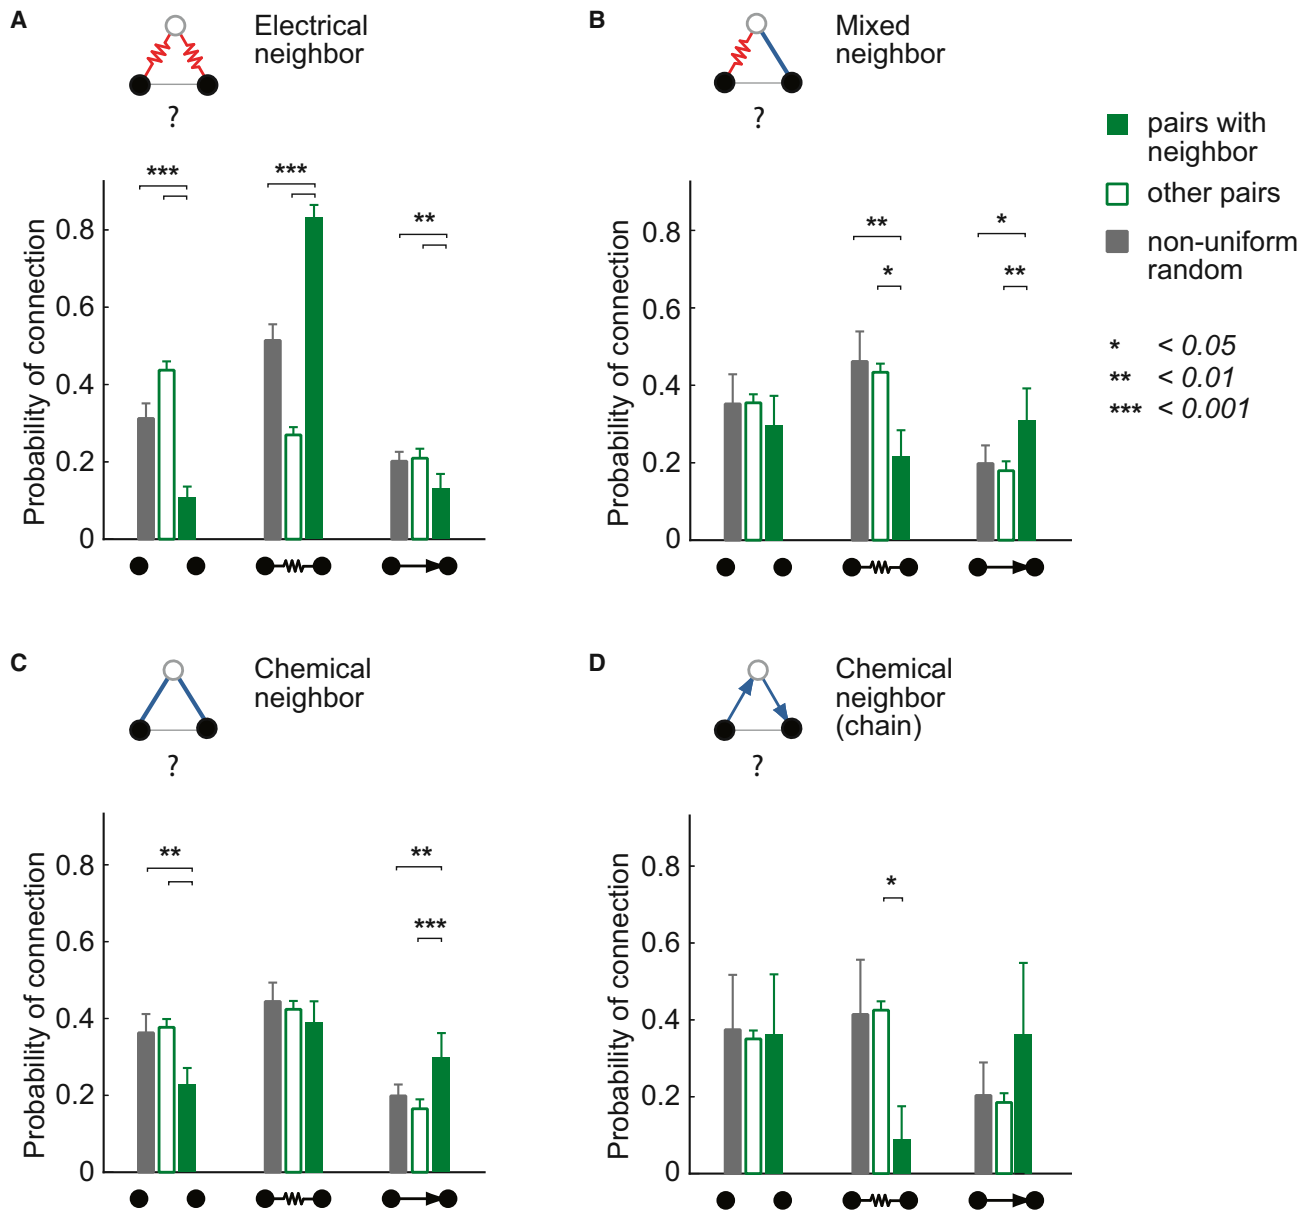 A
Electrical
neighbor
?
***
***
**
Probability of connection
0.8
0.6
0.4
0.2
0
B
Mixed
neighbor
?
**
*
*
**
Probability of connection
0.8
0.6
0.4
0.2
0
pairs with
neighbor
other pairs
non-uniform
random
* < 0.05
** < 0.01
*** < 0.001
C
Chemical
neighbor
?
**
**
***
Probability of connection
0.8
0.6
0.4
0.2
0
D
Chemical
neighbor
(chain)
?
*
Probability of connection
0.8
0.6
0.4
0.2
0